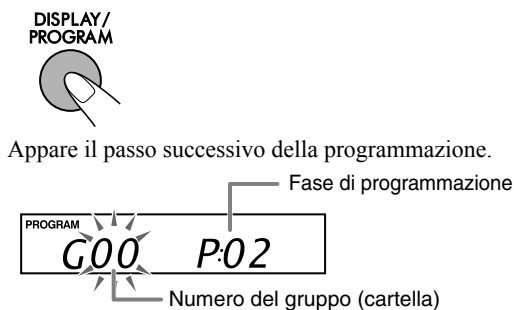 DISPLAY/
PROGRAM
Appare il passo successivo della programmazione.
Fase di programmazione
PROGRAM
G00 P:02
Numero del gruppo (cartella)